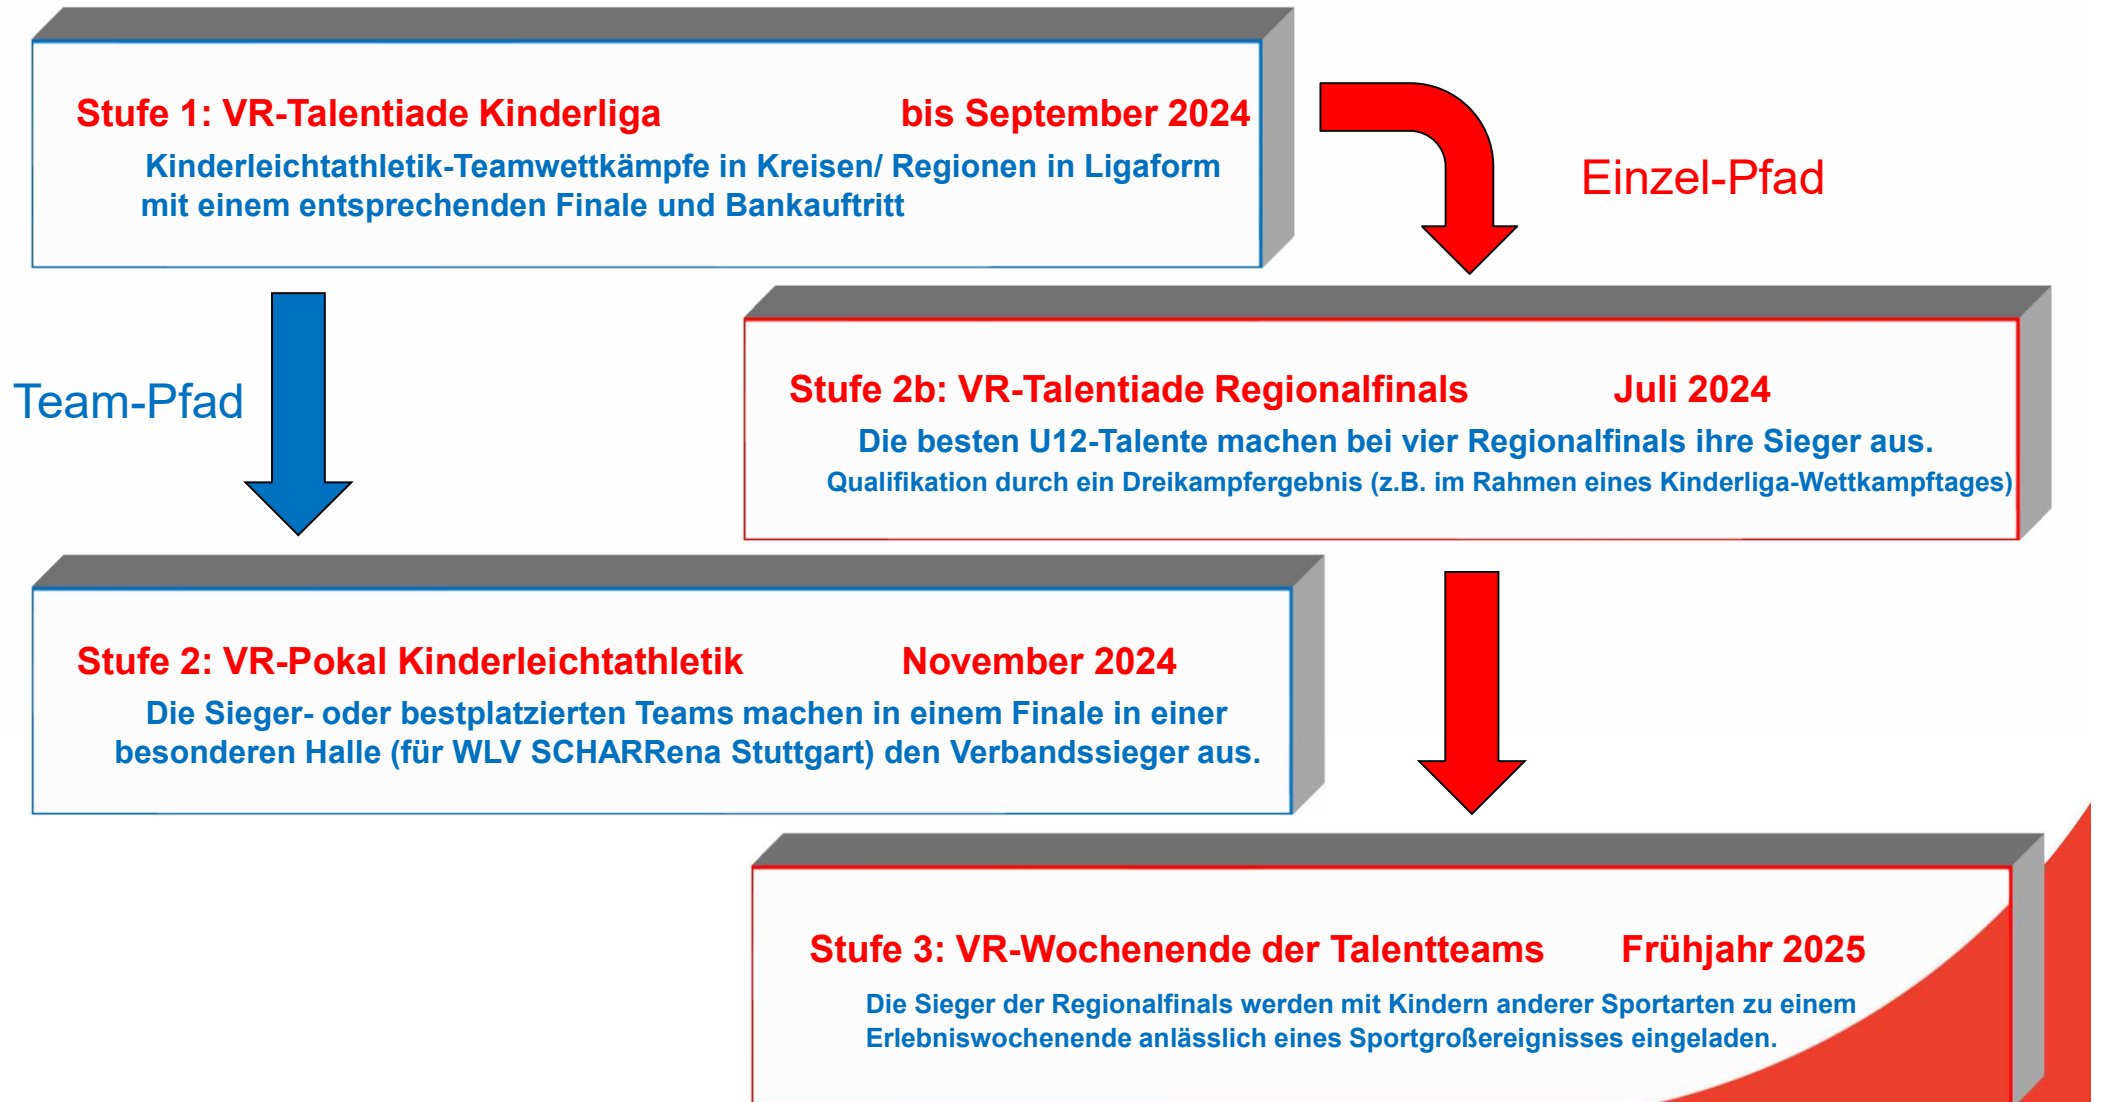 Stufe 1: VR-Talentiade Kinderliga bis September 2024
Kinderleichtathletik-Teamwettkämpfe in Kreisen/ Regionen in Ligaform
mit einem entsprechenden Finale und Bankauftritt
Einzel-Pfad
Team-Pfad
Stufe 2b: VR-Talentiade Regionalfinals Juli 2024
Die besten U12-Talente machen bei vier Regionalfinals ihre Sieger aus.
Qualifikation durch ein Dreikampfergebnis (z.B. im Rahmen eines Kinderliga-Wettkampftages)
Stufe 2: VR-Pokal Kinderleichtathletik November 2024
Die Sieger- oder bestplatzierten Teams machen in einem Finale in einer
besonderen Halle (für WLV SCHARRena Stuttgart) den Verbandssieger aus.
Stufe 3: VR-Wochenende der Talentteams Frühjahr 2025
Die Sieger der Regionalfinals werden mit Kindern anderer Sportarten zu einem
Erlebniswochenende anlässlich eines Sportgroßereignisses eingeladen.